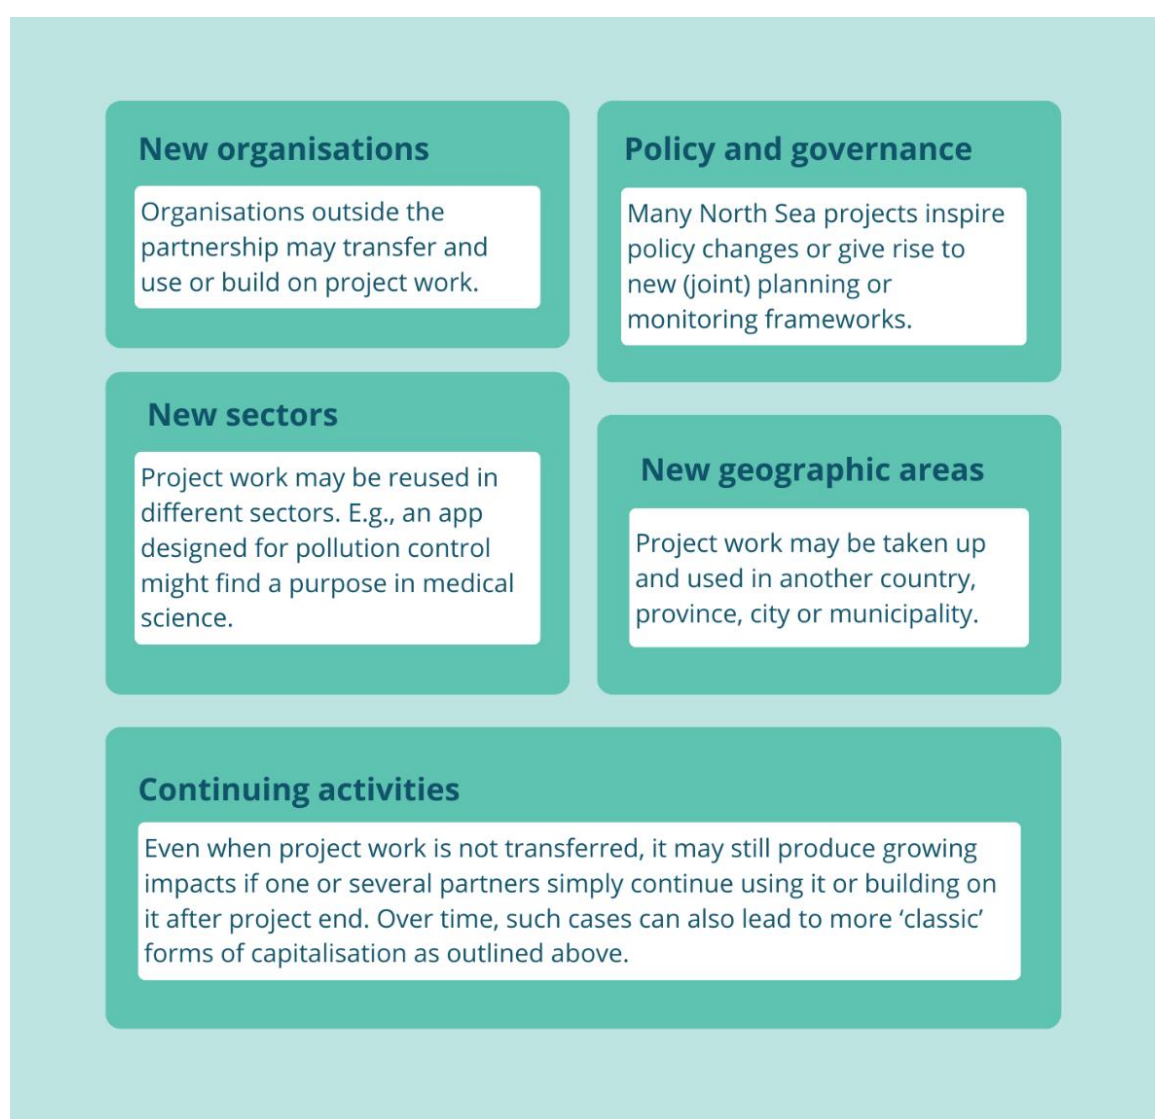 New organisations
Organisations outside the
partnership may transfer and
use or build on project work.
Policy and governance
Many North Sea projects inspire
policy changes or give rise to
new (joint) planning or
monitoring frameworks.
New sectors
Project work may be reused in
different sectors. E.g., an app
designed for pollution control
might find a purpose in medical
science.
New geographic areas
Project work may be taken up
and used in another country,
province, city or municipality.
Continuing activities
Even when project work is not transferred, it may still produce growing
impacts if one or several partners simply continue using it or building on
it after project end. Over time, such cases can also lead to more ‘classic’
forms of capitalisation as outlined above.